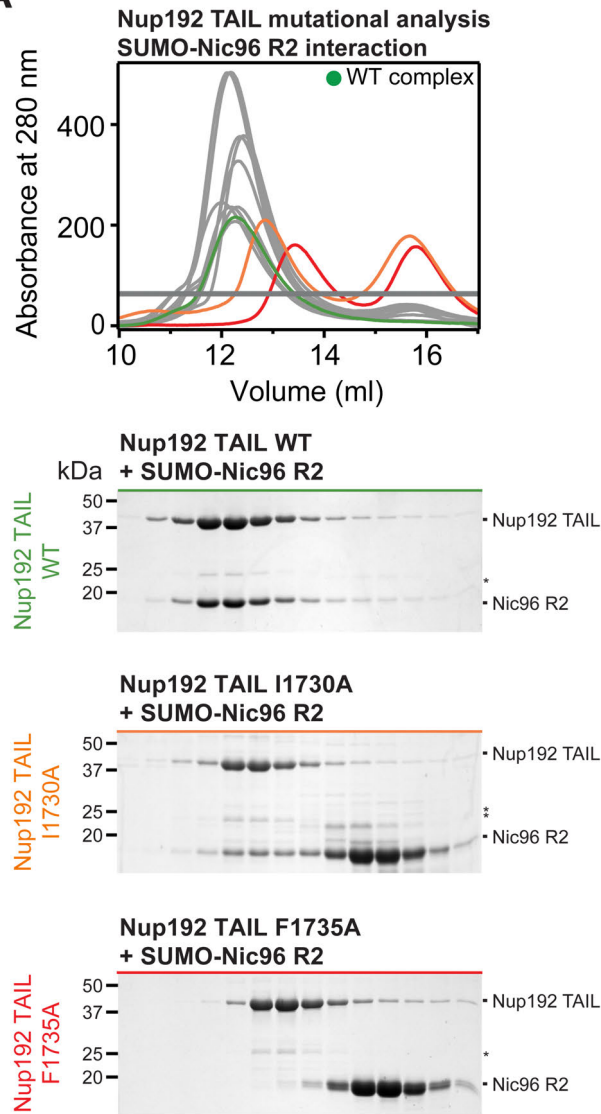 Nup192 TAIL mutational analysis
SUMO-Nic96 R2 interaction
WT complex
Absorbance at 280 nm
400
200
0
10 12 14 16
Volume (ml)
Nup192 TAIL WT
+ SUMO-Nic96 R2
kDa
50
37
25
20
Nup192 TAIL
WT
Nup192 TAIL
*
Nic96 R2
Nup192 TAIL I1730A
+ SUMO-Nic96 R2
50
37
25
20
Nup192 TAIL
I1730A
Nup192 TAIL
*
*
Nic96 R2
Nup192 TAIL F1735A
+ SUMO-Nic96 R2
50
37
25
20
Nup192 TAIL
F1735A
Nup192 TAIL
*
Nic96 R2